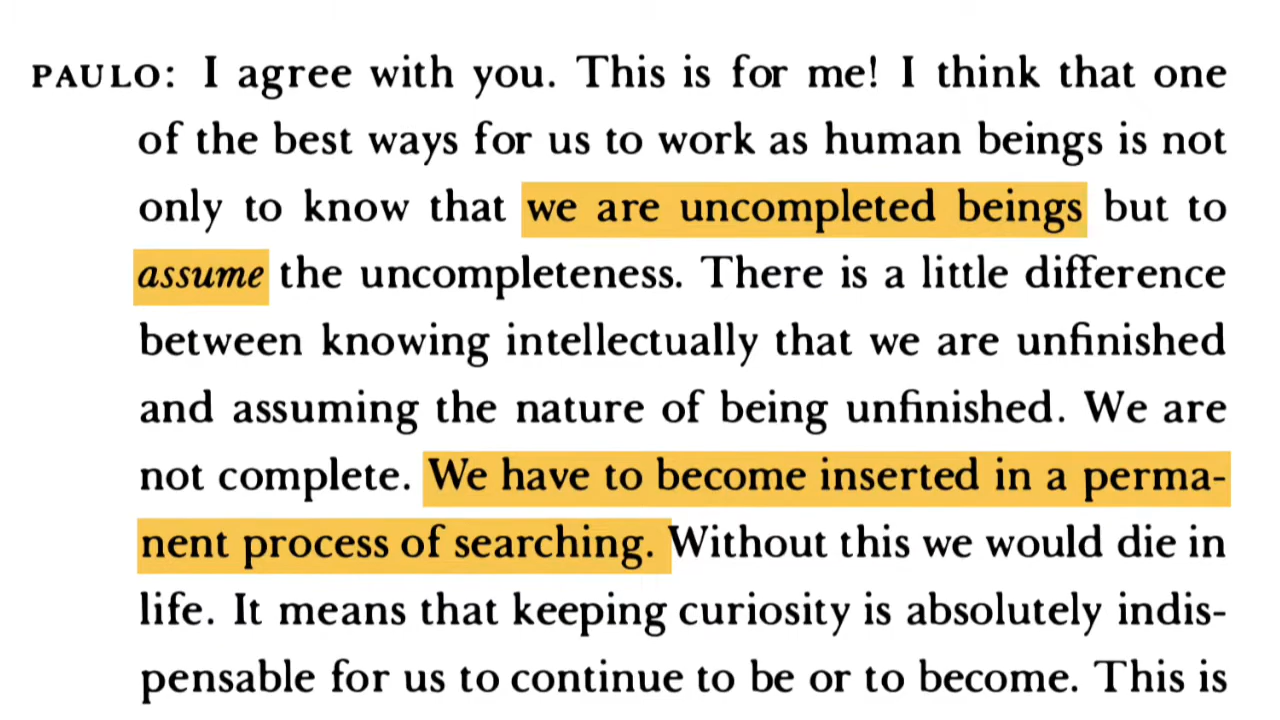 PAULO: I agree with you. This is for me! I think that one
of the best ways for us to work as human beings is not
only to know that we are uncompleted beings but to
assume the uncompleteness. There is a little difference
between knowing intellectually that we are unfinished
and assuming the nature of being unfinished. We are
not complete. We have to become inserted in a perma-
nent process of searching. Without this we would die in
life. It means that keeping curiosity is absolutely indis-
pensable for us to continue to be or to become. This is